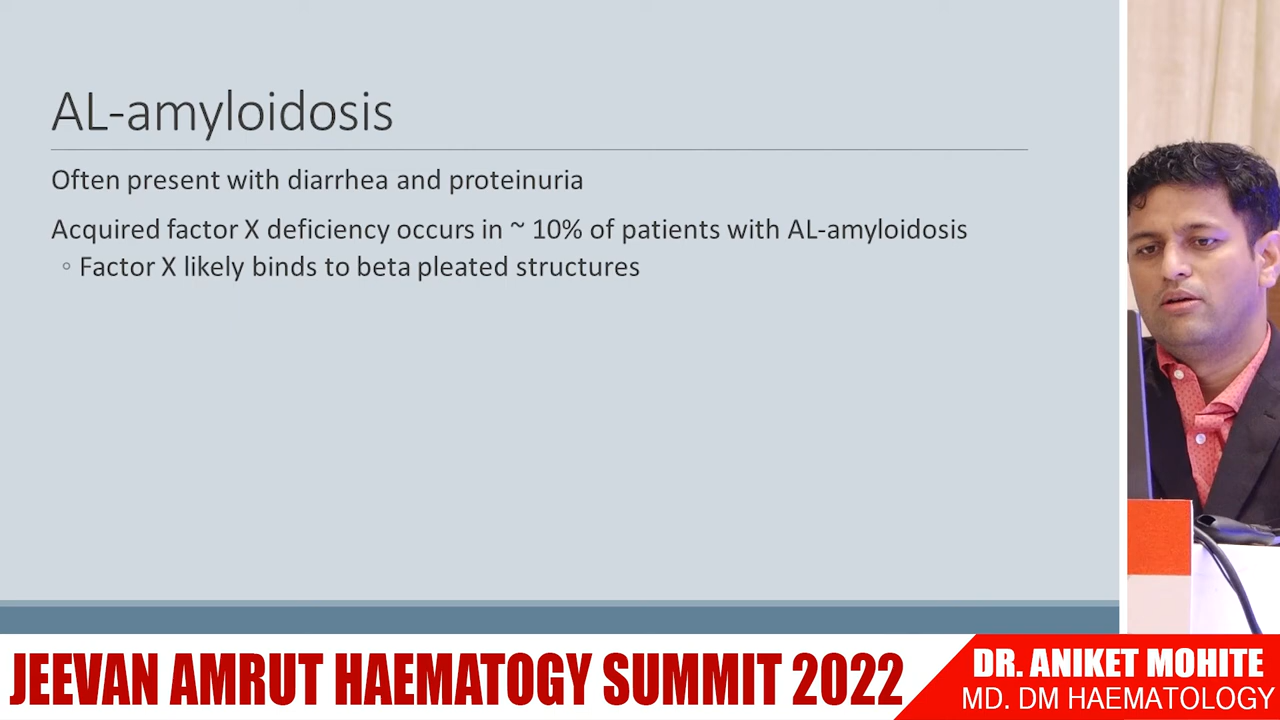 AL-amyloidosis
Often present with diarrhea and proteinuria
Acquired factor X deficiency occurs in ~ 10% of patients with AL-amyloidosis
◦ Factor X likely binds to beta pleated structures
JEEVAN AMRUT HAEMATOGY SUMMIT 2022
DR. ANIKET MOHITE
MD. DM HAEMATOLOGY